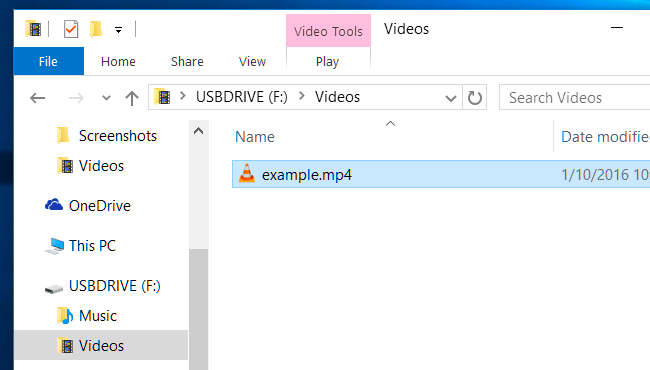 Video Tools
Videos
File
Home
Share
View
Play
USBDRIVE (F:)
Videos
Search Videos
Screenshots
Videos
OneDrive
This PC
USBDRIVE (F:)
Music
Videos
Name
Date modifie
example.mp4
1/10/2016 10